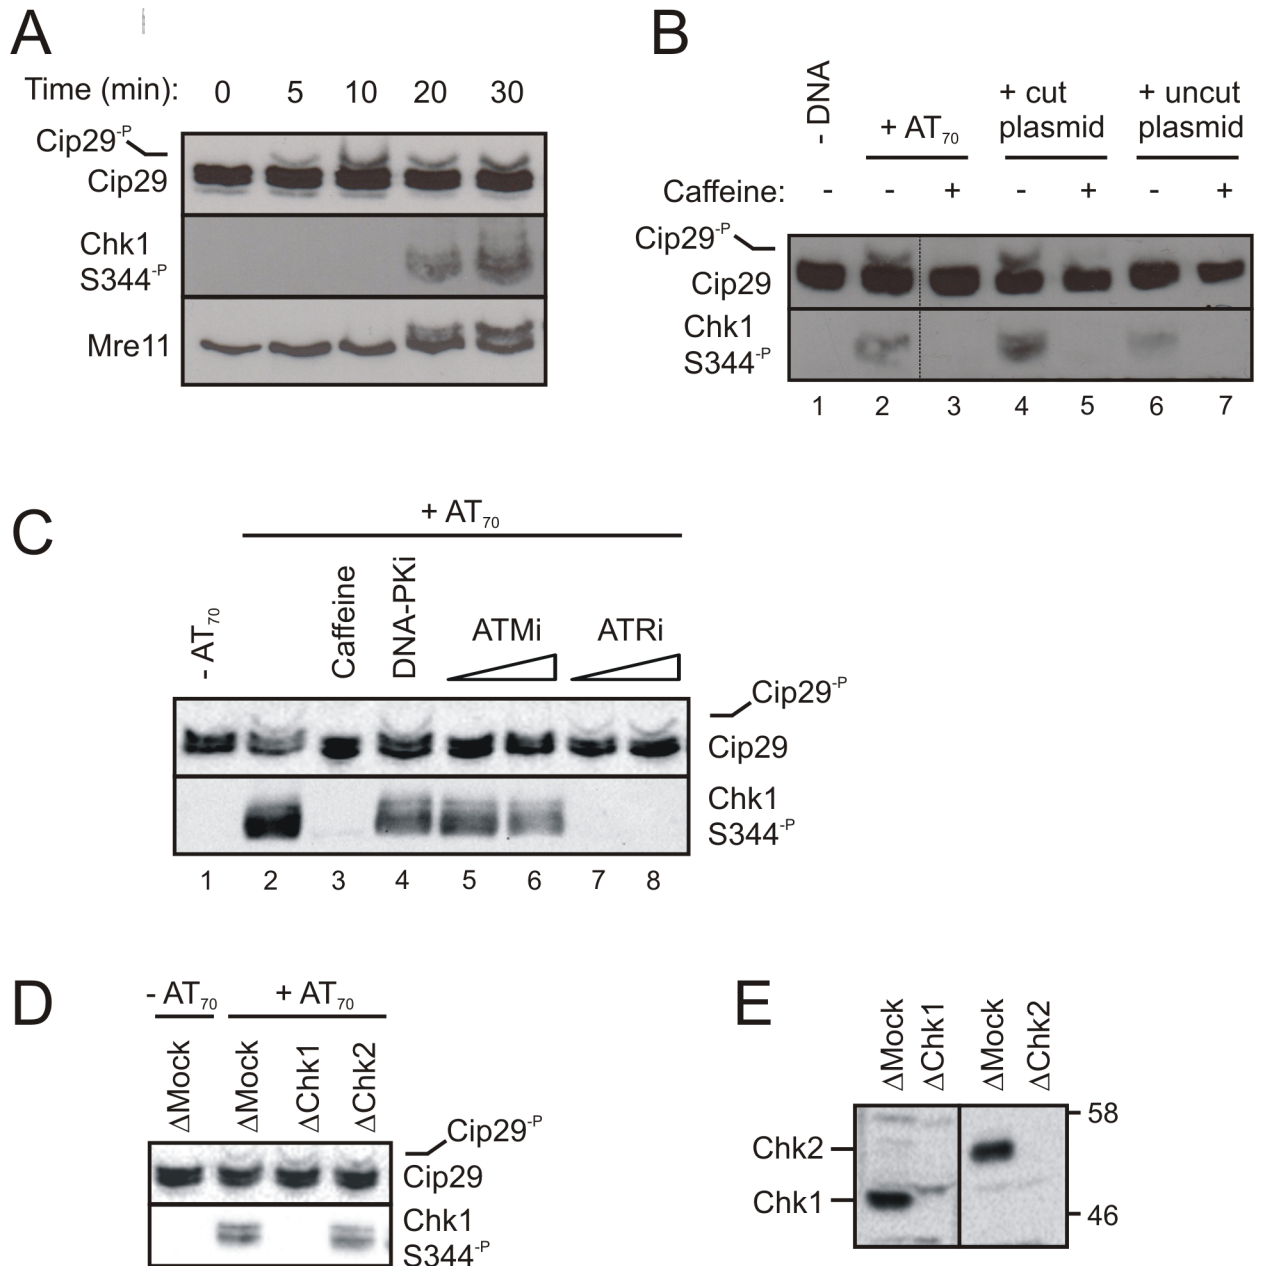 A
Time (min): 0 5 10 20 30
Cip29-P
Cip29
Chk1
S344-P
Mre11
B
- DNA
+ AT70
+ cut
plasmid
+ uncut
plasmid
Caffeine: - - + - + - +
Cip29-P
Cip29
Chk1
S344-P
1 2 3 4 5 6 7
C
+ AT70
- AT70
Caffeine
DNA-PKi
ATMi
ATRi
Cip29-P
Cip29
Chk1
S344-P
1 2 3 4 5 6 7 8
D
- AT70 + AT70
ΔMock ΔMock ΔChk1 ΔChk2
Cip29-P
Cip29
Chk1
S344-P
E
ΔMock ΔChk1 ΔMock ΔChk2
58
Chk2
Chk1
46